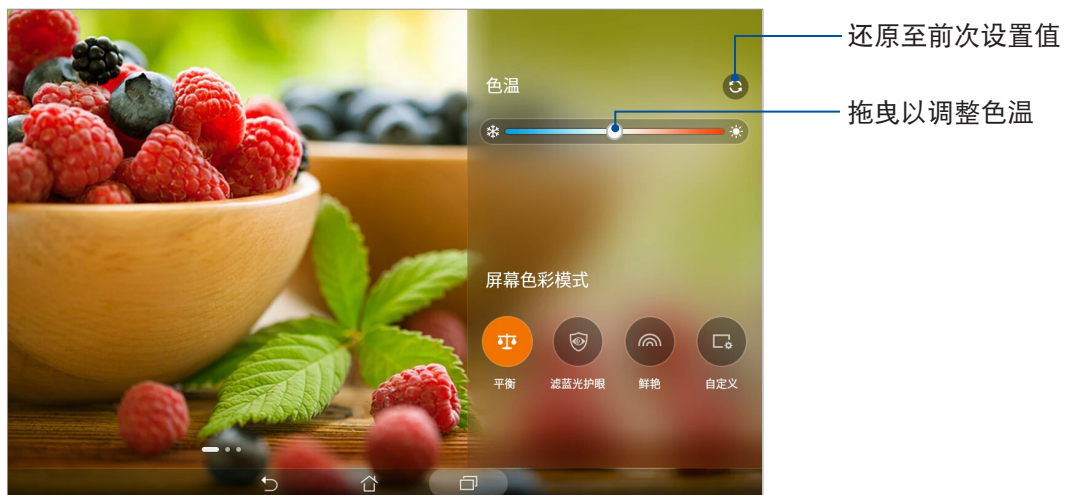 还原至前次设置值
色温
拖曳以调整色温
屏幕色彩模式
平衡
滤蓝光护眼
鲜艳
自定义